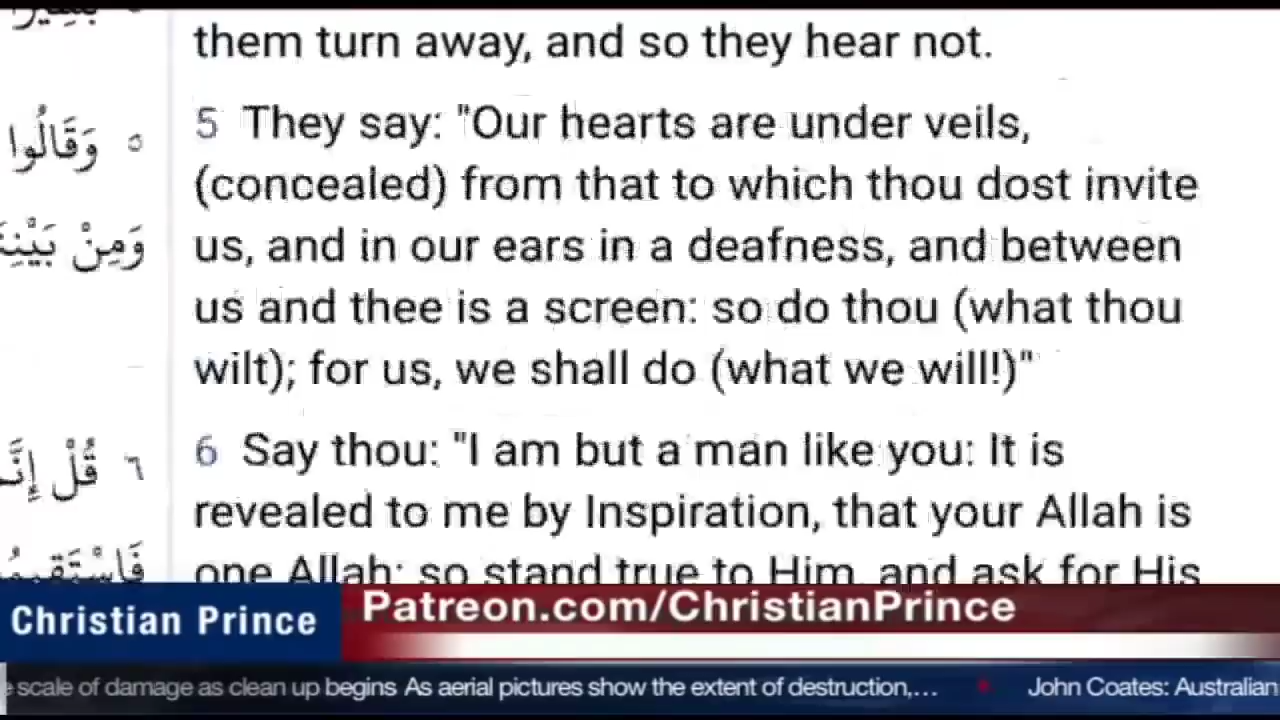 them turn away, and so they hear not.
5 They say: "Our hearts are under veils,
(concealed) from that to which thou dost invite
us, and in our ears in a deafness, and between
us and thee is a screen: so do thou (what thou
wilt); for us, we shall do (what we will!)"
6 Say thou: "I am but a man like you: It is
revealed to me by Inspiration, that your Allah is
one Allah: so stand true to Him, and ask for His
٥ وَقَالُوا
وَمِنْ
٦ قُلْ
Christian Prince
Patreon.com/ChristianPrince
scale of damage as clean up begins As aerial pictures show the extent of destruction,... • John Coates: Australian